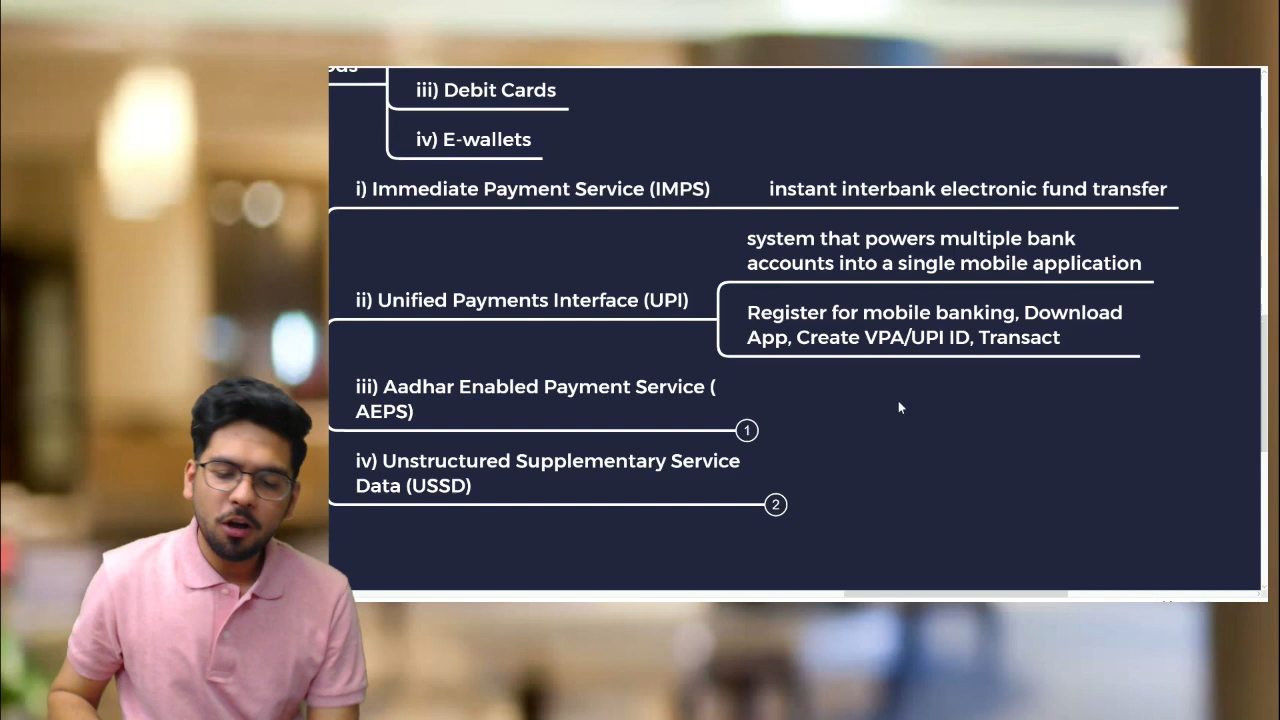 iii) Debit Cards
iv) E-wallets
i) Immediate Payment Service (IMPS)
instant interbank electronic fund transfer
system that powers multiple bank
accounts into a single mobile application
ii) Unified Payments Interface (UPI)
Register for mobile banking, Download
App, Create VPA/UPI ID, Transact
iii) Aadhar Enabled Payment Service (
AEPS)
1
iv) Unstructured Supplementary Service
Data (USSD)
2